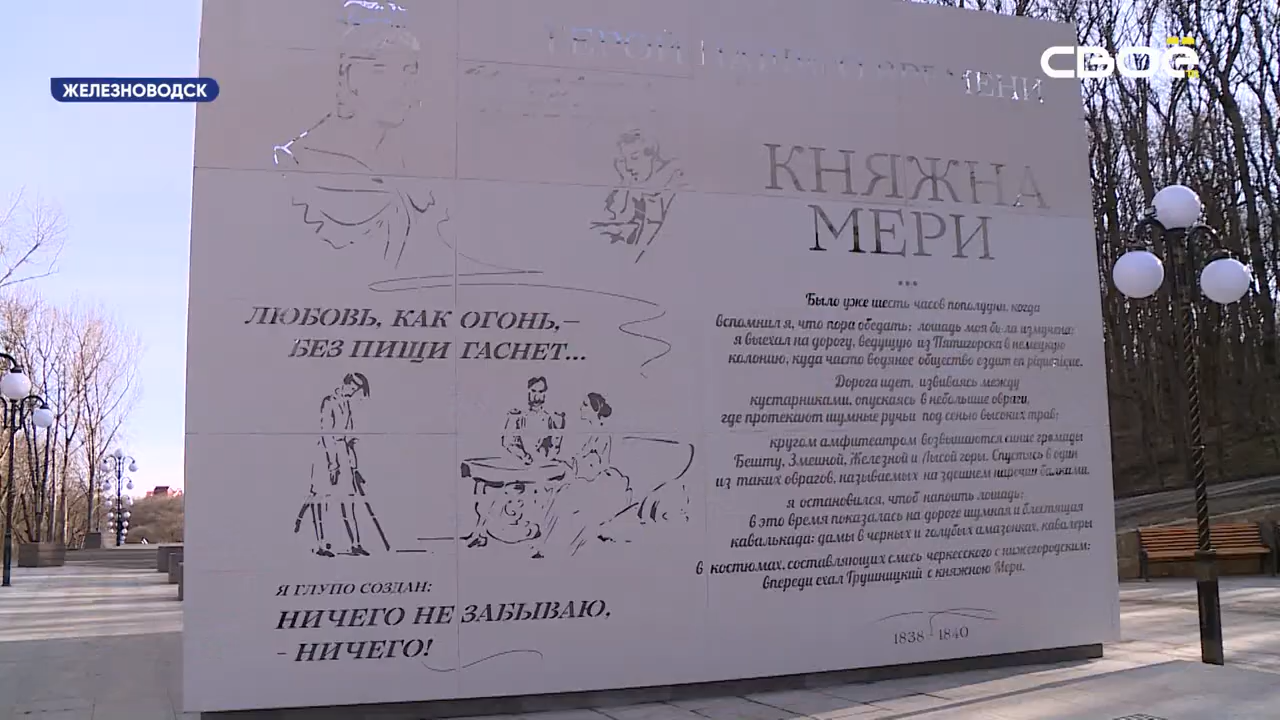 ЖЕЛЕЗНОВОДСК
СВОЁ
ГЕРОЙ НАШЕГО ВРЕМЕНИ
КНЯЖНА
МЕРИ
Было уже шесть часов пополудни, когда
вспомнил я, что пора обедать: лошадь моя была измучена;
я выехал на дорогу, ведущую из Пятигорска в немецкую
колонию, куда часто водяное общество ездит en piquenique.
Дорога идет, извиваясь между
кустарниками, опускаясь в небольшие овраги,
где протекают шумные ручьи под сенью высоких трав;
кругом амфитеатром возвышаются синие громады
Бешту, Змеиной, Железной и Лысой горы. Спустясь в один
из таких оврагов, называемых на здешнем наречии балками,
я остановился, чтоб напоить лошадь;
в это время показалась на дороге шумная и блестящая
кавалькада: дамы в черных и голубых амазонках, кавалеры
в костюмах, составляющих смесь черкесского с нижегородским;
впереди ехал Грушницкий с княжною Мери.
1838 - 1840
ЛЮБОВЬ, КАК ОГОНЬ,–
БЕЗ ПИЩИ ГАСНЕТ...
Я ГЛУПО СОЗДАН:
НИЧЕГО НЕ ЗАБЫВАЮ,
- НИЧЕГО!